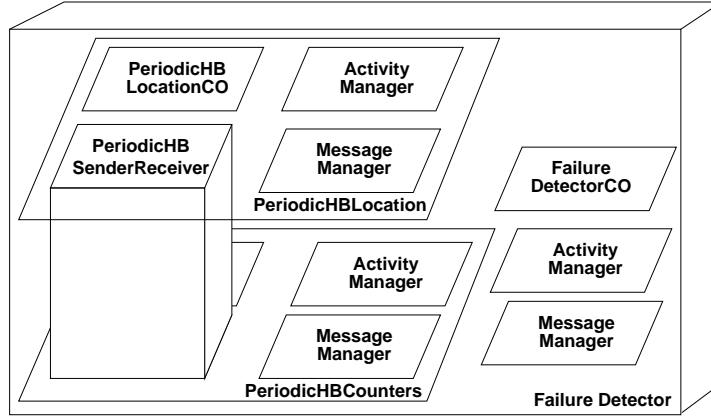 PeriodicHB
LocationCO
Activity
Manager
PeriodicHB
SenderReceiver
Message
Manager
PeriodicHBLocation
Failure
DetectorCO
Activity
Manager
Message
Manager
PeriodicHBCounters
Activity
Manager
Message
Manager
Failure Detector